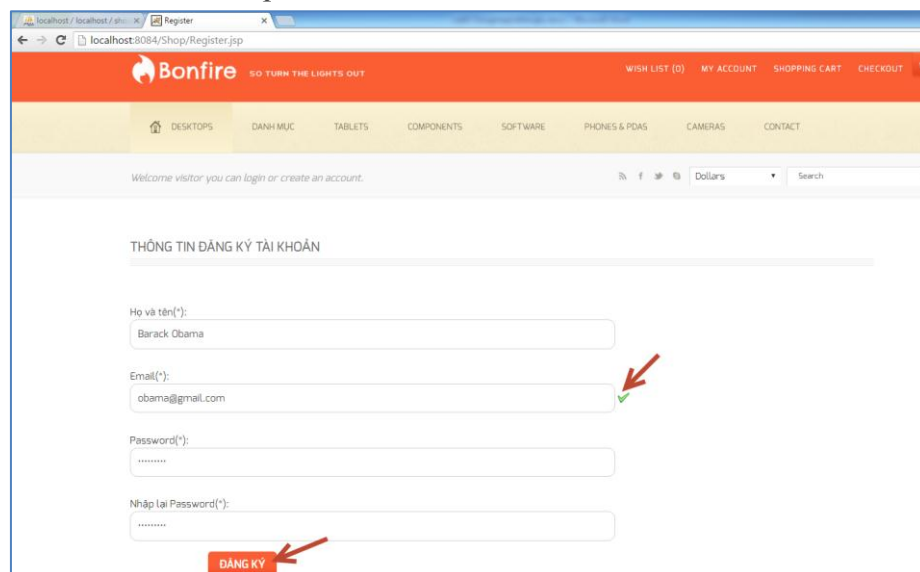 localhost / localhost / sho
Register
localhost:8084/Shop/Register.jsp
Bonfire SO TURN THE LIGHTS OUT
WISH LIST (0) MY ACCOUNT SHOPPING CART CHECKOUT
DESKTOPS DANH MỤC TABLETS COMPONENTS SOFTWARE PHONES & PDAS CAMERAS CONTACT
Welcome visitor you can login or create an account.
Dollars Search
THÔNG TIN ĐĂNG KÝ TÀI KHOẢN
Họ và tên(*):
Barack Obama
Email(*):
obama@gmail.com
Password(*):
•••••••••
Nhập lại Password(*):
•••••••••
ĐĂNG KÝ